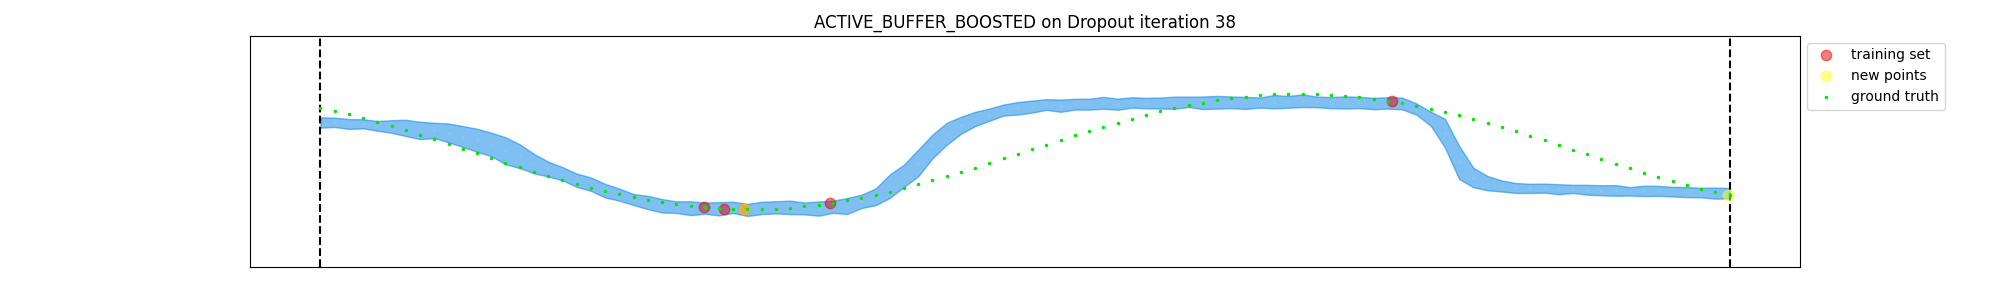 ACTIVE_BUFFER_BOOSTED on Dropout iteration 38
training set
new points
ground truth